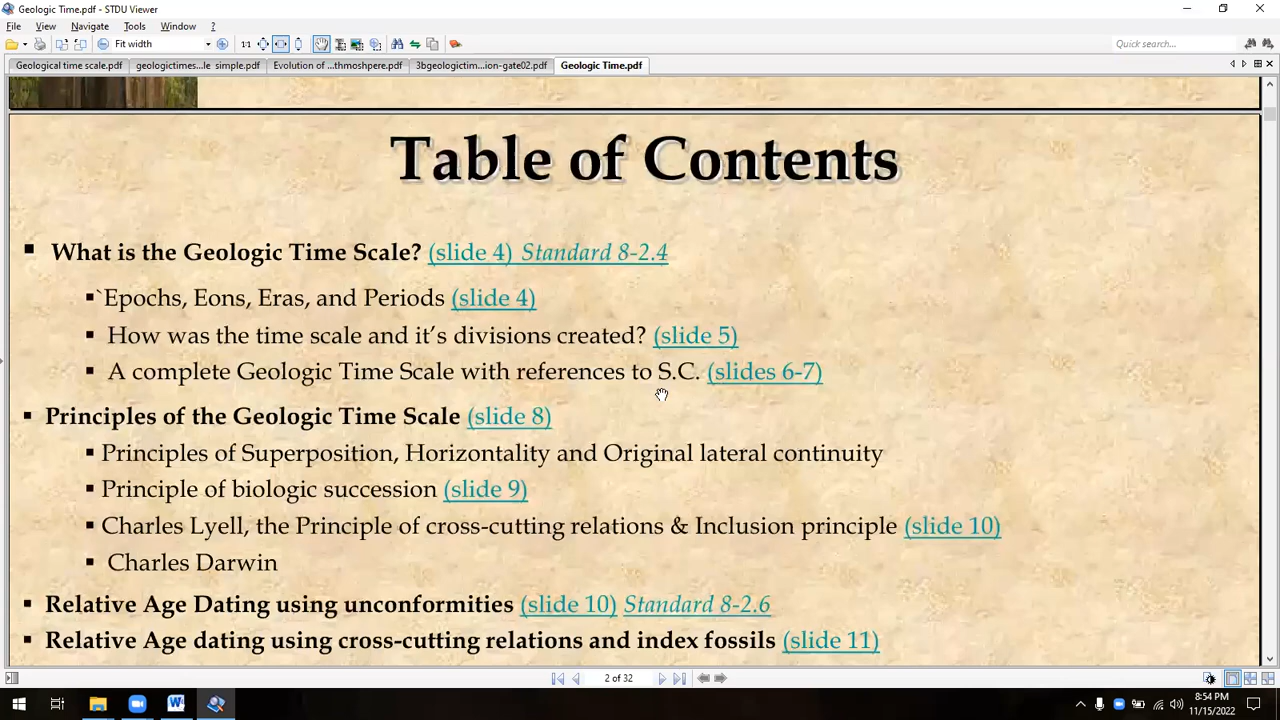 Geologic Time.pdf - STDU Viewer
File View Navigate Tools Window ?
Fit width 1:1 Quick search...
Geological time scale.pdf geologictimes...le simple.pdf Evolution of ...thmoshpere.pdf 3bgeologictim...ion-gate02.pdf Geologic Time.pdf
Table of Contents
▪ What is the Geologic Time Scale? (slide 4) Standard 8-2.4
▪`Epochs, Eons, Eras, and Periods (slide 4)
▪ How was the time scale and it’s divisions created? (slide 5)
▪ A complete Geologic Time Scale with references to S.C. (slides 6-7)
▪ Principles of the Geologic Time Scale (slide 8)
▪ Principles of Superposition, Horizontality and Original lateral continuity
▪ Principle of biologic succession (slide 9)
▪ Charles Lyell, the Principle of cross-cutting relations & Inclusion principle (slide 10)
▪ Charles Darwin
▪ Relative Age Dating using unconformities (slide 10) Standard 8-2.6
▪ Relative Age dating using cross-cutting relations and index fossils (slide 11)
2 of 32
8:54 PM
11/15/2022